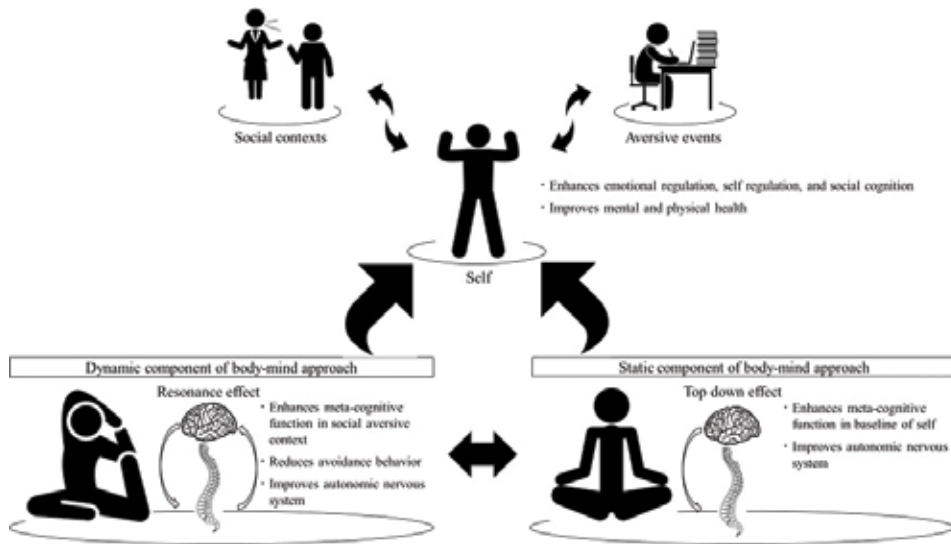 Social contexts
Aversive events
・Enhances emotional regulation, self regulation, and social cognition
・Improves mental and physical health
Self
Dynamic component of body-mind approach
Resonance effect
・Enhances meta-cognitive
function in social aversive
context
・Reduces avoidance behavior
・Improves autonomic nervous
system
Static component of body-mind approach
Top down effect
・Enhances meta-cognitive
function in baseline of self
・Improves autonomic nervous
system